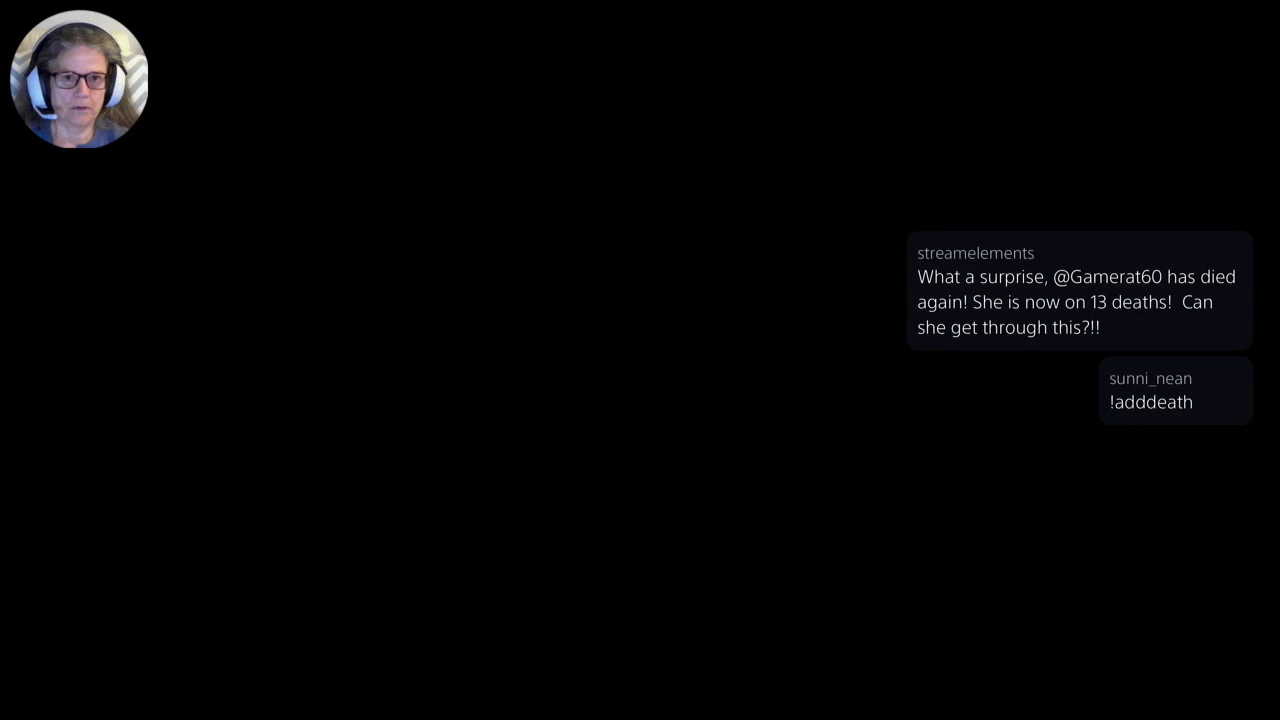 streamelements
What a surprise, @Gamerat60 has died
again! She is now on 13 deaths!  Can
she get through this?!!
sunni_nean
!adddeath